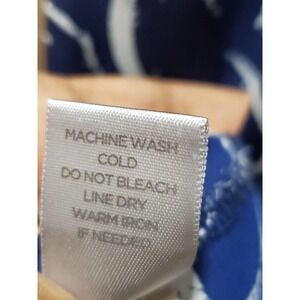 MACHINE WASH
COLD
DO NOT BLEACH
LINE DRY
WARM IRON
IF NEEDED